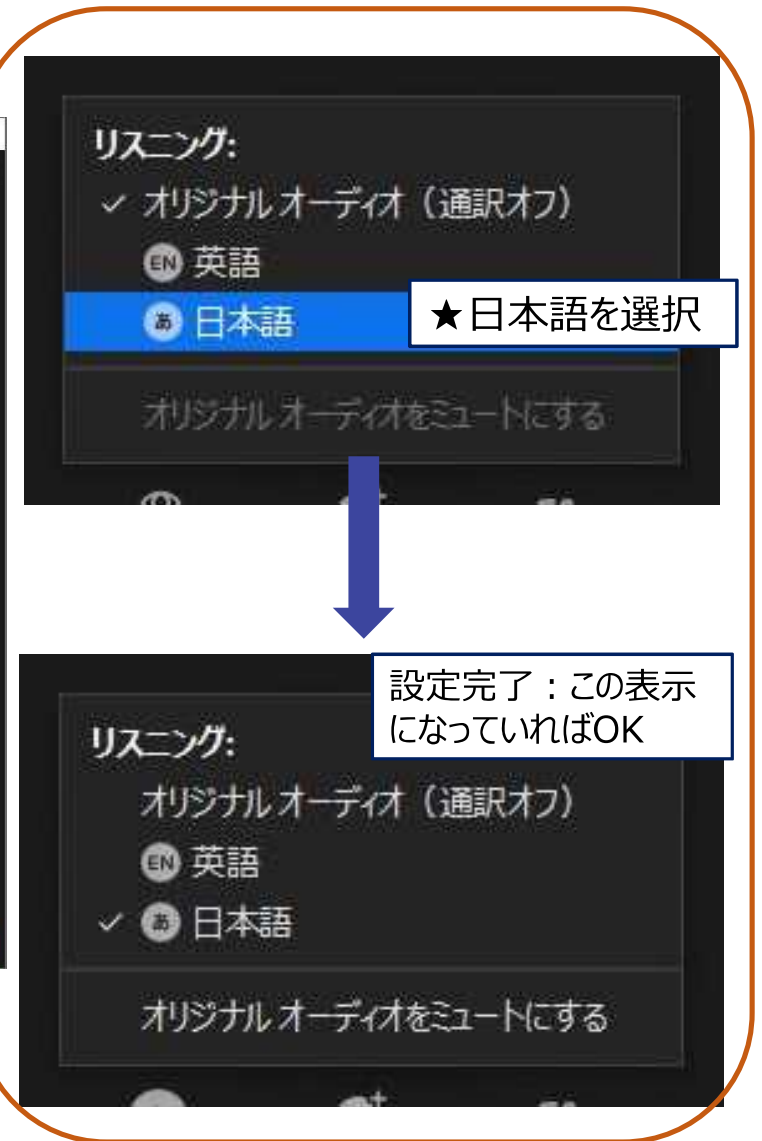 リスニング:
✓ オリジナル オーディオ（通訳オフ）
EN 英語
あ 日本語
★日本語を選択
オリジナル オーディオをミュートにする
設定完了：この表示
になっていればOK
リスニング:
オリジナル オーディオ（通訳オフ）
EN 英語
✓ あ 日本語
オリジナル オーディオをミュートにする